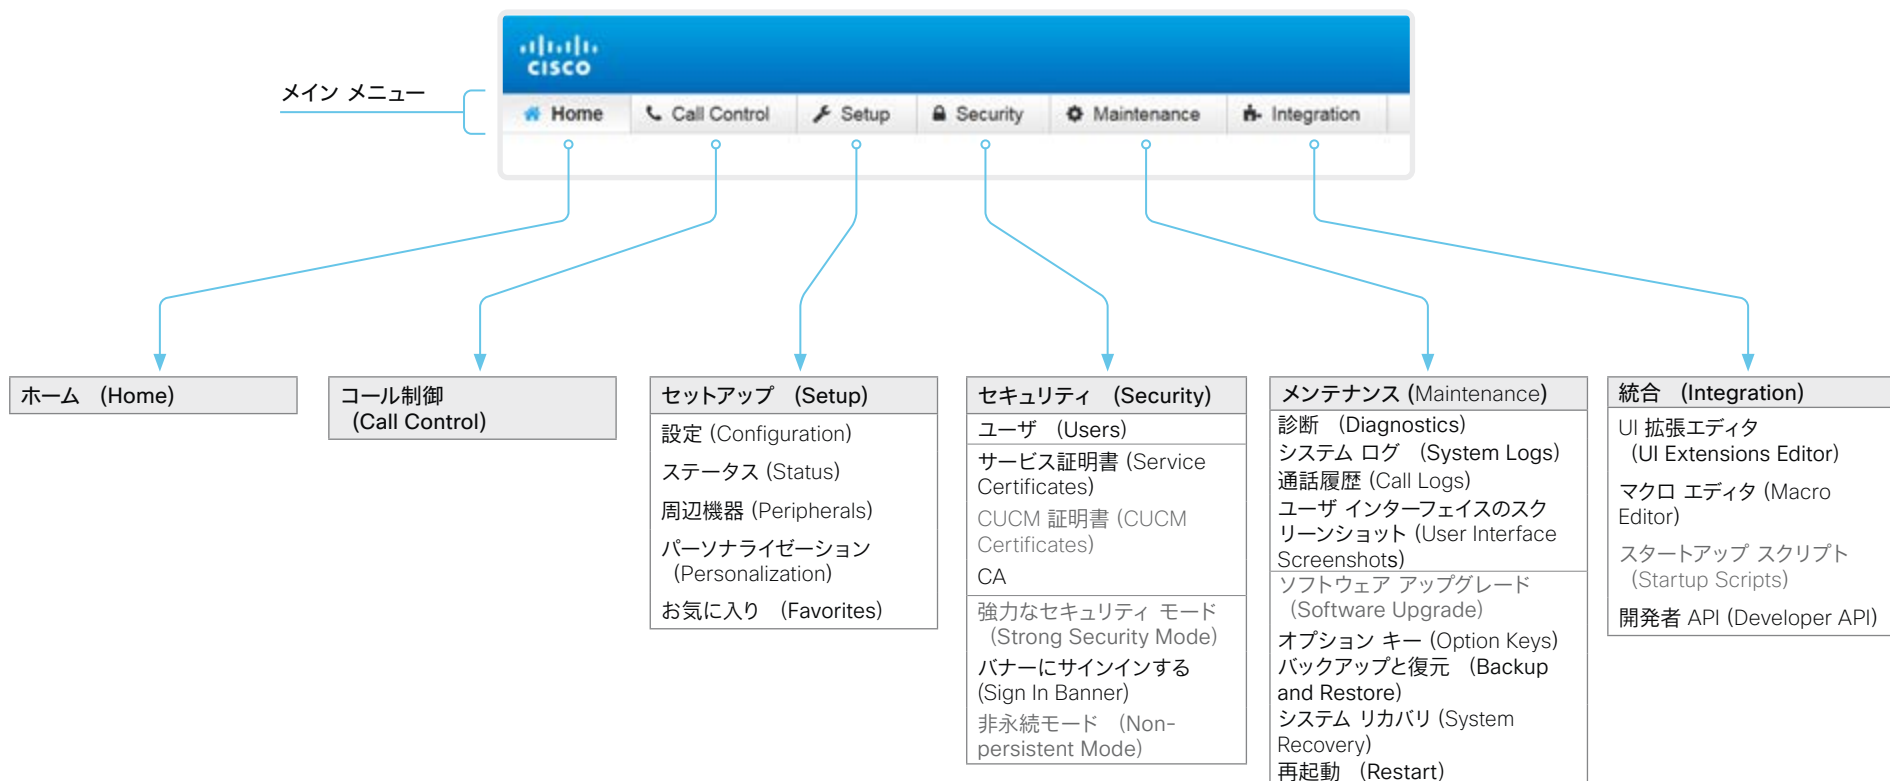 CISCO
メイン メニュー
Home Call Control Setup Security Maintenance Integration
ホーム (Home)
コール制御
(Call Control)
セットアップ (Setup)
設定 (Configuration)
ステータス (Status)
周辺機器 (Peripherals)
パーソナライゼーション
(Personalization)
お気に入り (Favorites)
セキュリティ (Security)
ユーザ (Users)
サービス証明書 (Service
Certificates)
CUCM 証明書 (CUCM
Certificates)
CA
強力なセキュリティ モード
(Strong Security Mode)
バナーにサインインする
(Sign In Banner)
非永続モード (Non-
persistent Mode)
メンテナンス (Maintenance)
診断 (Diagnostics)
システム ログ (System Logs)
通話履歴 (Call Logs)
ユーザ インターフェイスのスク
リーンショット (User Interface
Screenshots)
ソフトウェア アップグレード
(Software Upgrade)
オプション キー (Option Keys)
バックアップと復元 (Backup
and Restore)
システム リカバリ (System
Recovery)
再起動 (Restart)
統合 (Integration)
UI 拡張エディタ
(UI Extensions Editor)
マクロ エディタ (Macro
Editor)
スタートアップ スクリプト
(Startup Scripts)
開発者 API (Developer API)